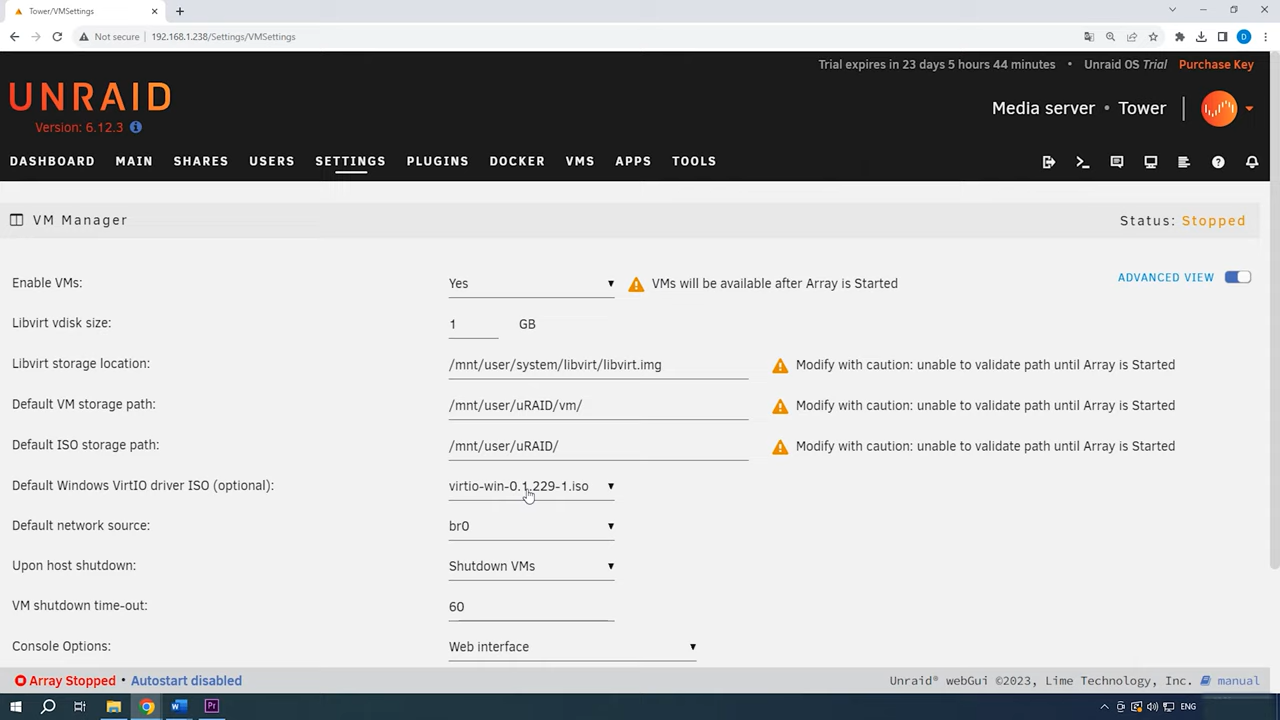 Tower/VMSettings
Not secure 192.168.1.238/Settings/VMSettings
Trial expires in 23 days 5 hours 44 minutes • Unraid OS Trial Purchase Key
UNRAID
Version: 6.12.3
Media server • Tower
DASHBOARD MAIN SHARES USERS SETTINGS PLUGINS DOCKER VMS APPS TOOLS
VM Manager Status: Stopped
ADVANCED VIEW
Enable VMs: Yes VMs will be available after Array is Started
Libvirt vdisk size: 1 GB
Libvirt storage location: /mnt/user/system/libvirt/libvirt.img Modify with caution: unable to validate path until Array is Started
Default VM storage path: /mnt/user/uRAID/vm/ Modify with caution: unable to validate path until Array is Started
Default ISO storage path: /mnt/user/uRAID/ Modify with caution: unable to validate path until Array is Started
Default Windows VirtIO driver ISO (optional): virtio-win-0.1.229-1.iso
Default network source: br0
Upon host shutdown: Shutdown VMs
VM shutdown time-out: 60
Console Options: Web interface
Array Stopped • Autostart disabled Unraid® webGui ©2023, Lime Technology, Inc. manual
ENG